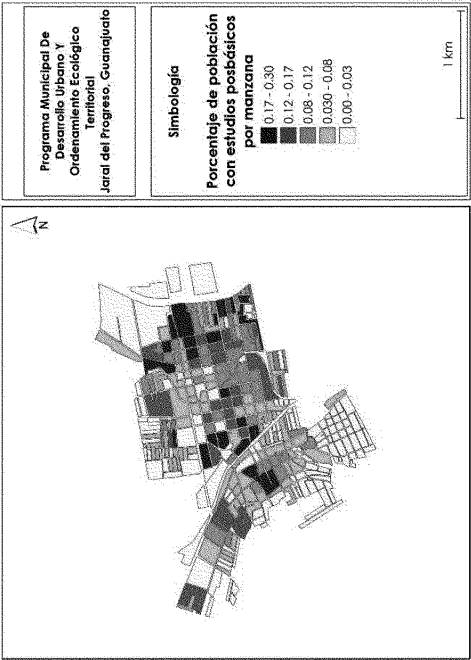 Programa Municipal De
Desarrollo Urbano Y
Ordenamiento Ecológico
Territorial
Jaral del Progreso, Guanajuato
Simbología
Porcentaje de población
con estudios posbásicos
por manzana
0.17 - 0.30
0.12 - 0.17
0.08 - 0.12
0.030 - 0.08
0.00 - 0.03
1 km
N